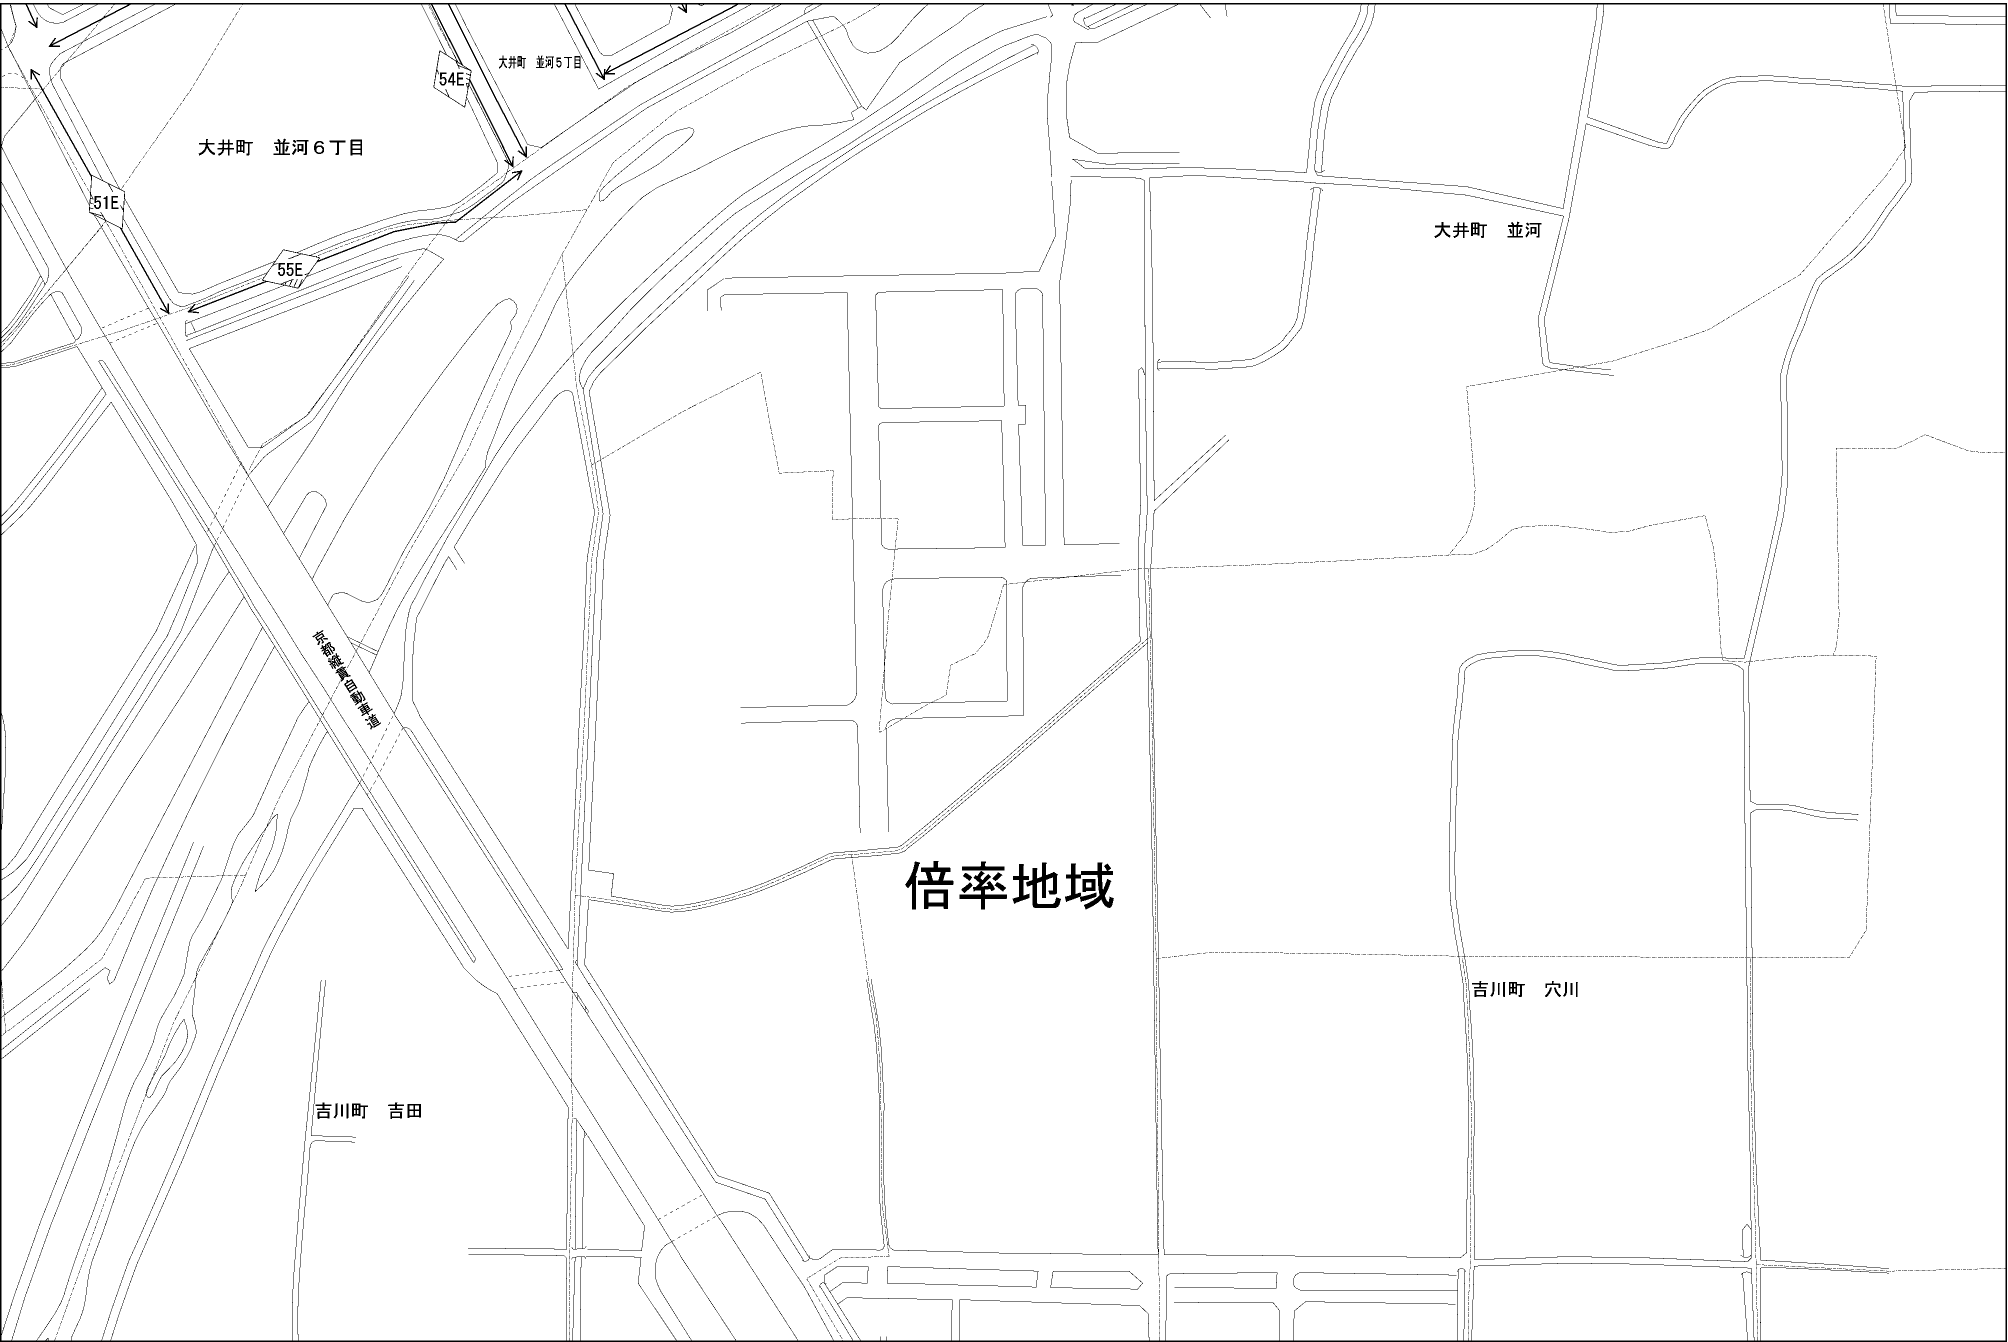 大井町　並河５丁目
54E
大井町　並河６丁目
51E
大井町　並河
55E
京都縦貫自動車道
倍率地域
吉川町　穴川
吉川町　吉田